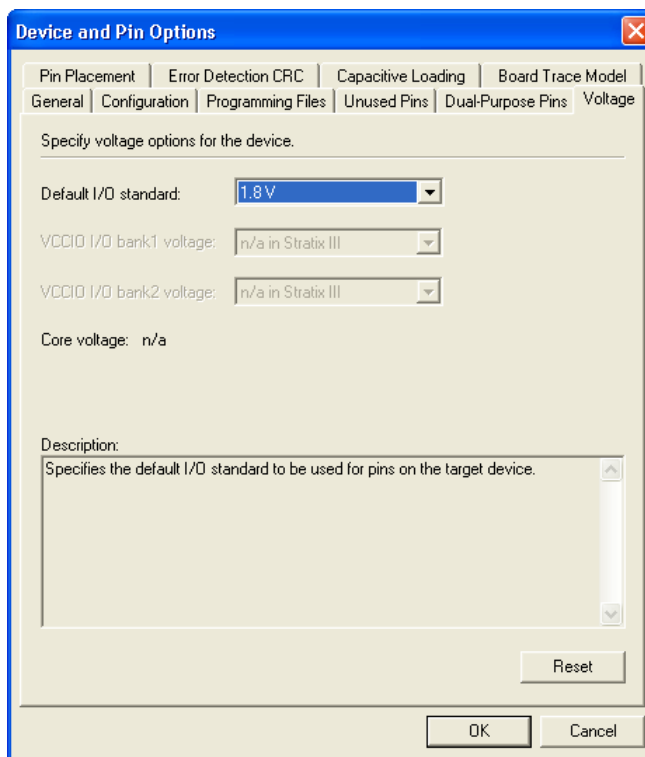 Device and Pin Options
Pin Placement Error Detection CRC Capacitive Loading Board Trace Model
General Configuration Programming Files Unused Pins Dual-Purpose Pins Voltage
Specify voltage options for the device.
Default I/O standard: 1.8 V
VCCIO I/O bank1 voltage: n/a in Stratix III
VCCIO I/O bank2 voltage: n/a in Stratix III
Core voltage: n/a
Description:
Specifies the default I/O standard to be used for pins on the target device.
Reset
OK Cancel